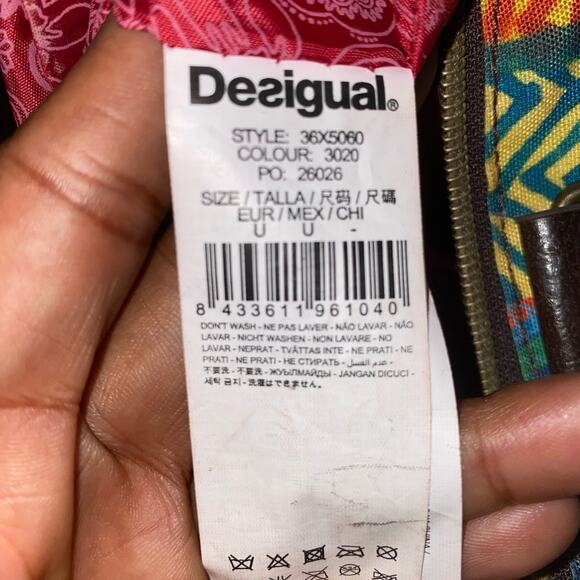 Desigual®
STYLE: 36X5060
COLOUR: 3020
PO: 26026
SIZE / TALLA / 尺码 / 尺碼
EUR / MEX / CHI
U U -
8 433611 961040
DON'T WASH - NE PAS LAVER - NÃO LAVAR - NÃO
LAVAR - NICHT WASHEN - NON LAVARE - NO
LAVAR - NEPRAT - TVÄTTAS INTE - NE PRATI - NE
PRATI - NE PRATI - НЕ СТИРАТЬ - عدم الغسل -
不要洗 - 不要洗 - ЖУЫЛМАЙДЫ - JANGAN DICUCI -
세탁 금지 - 洗濯はできません。